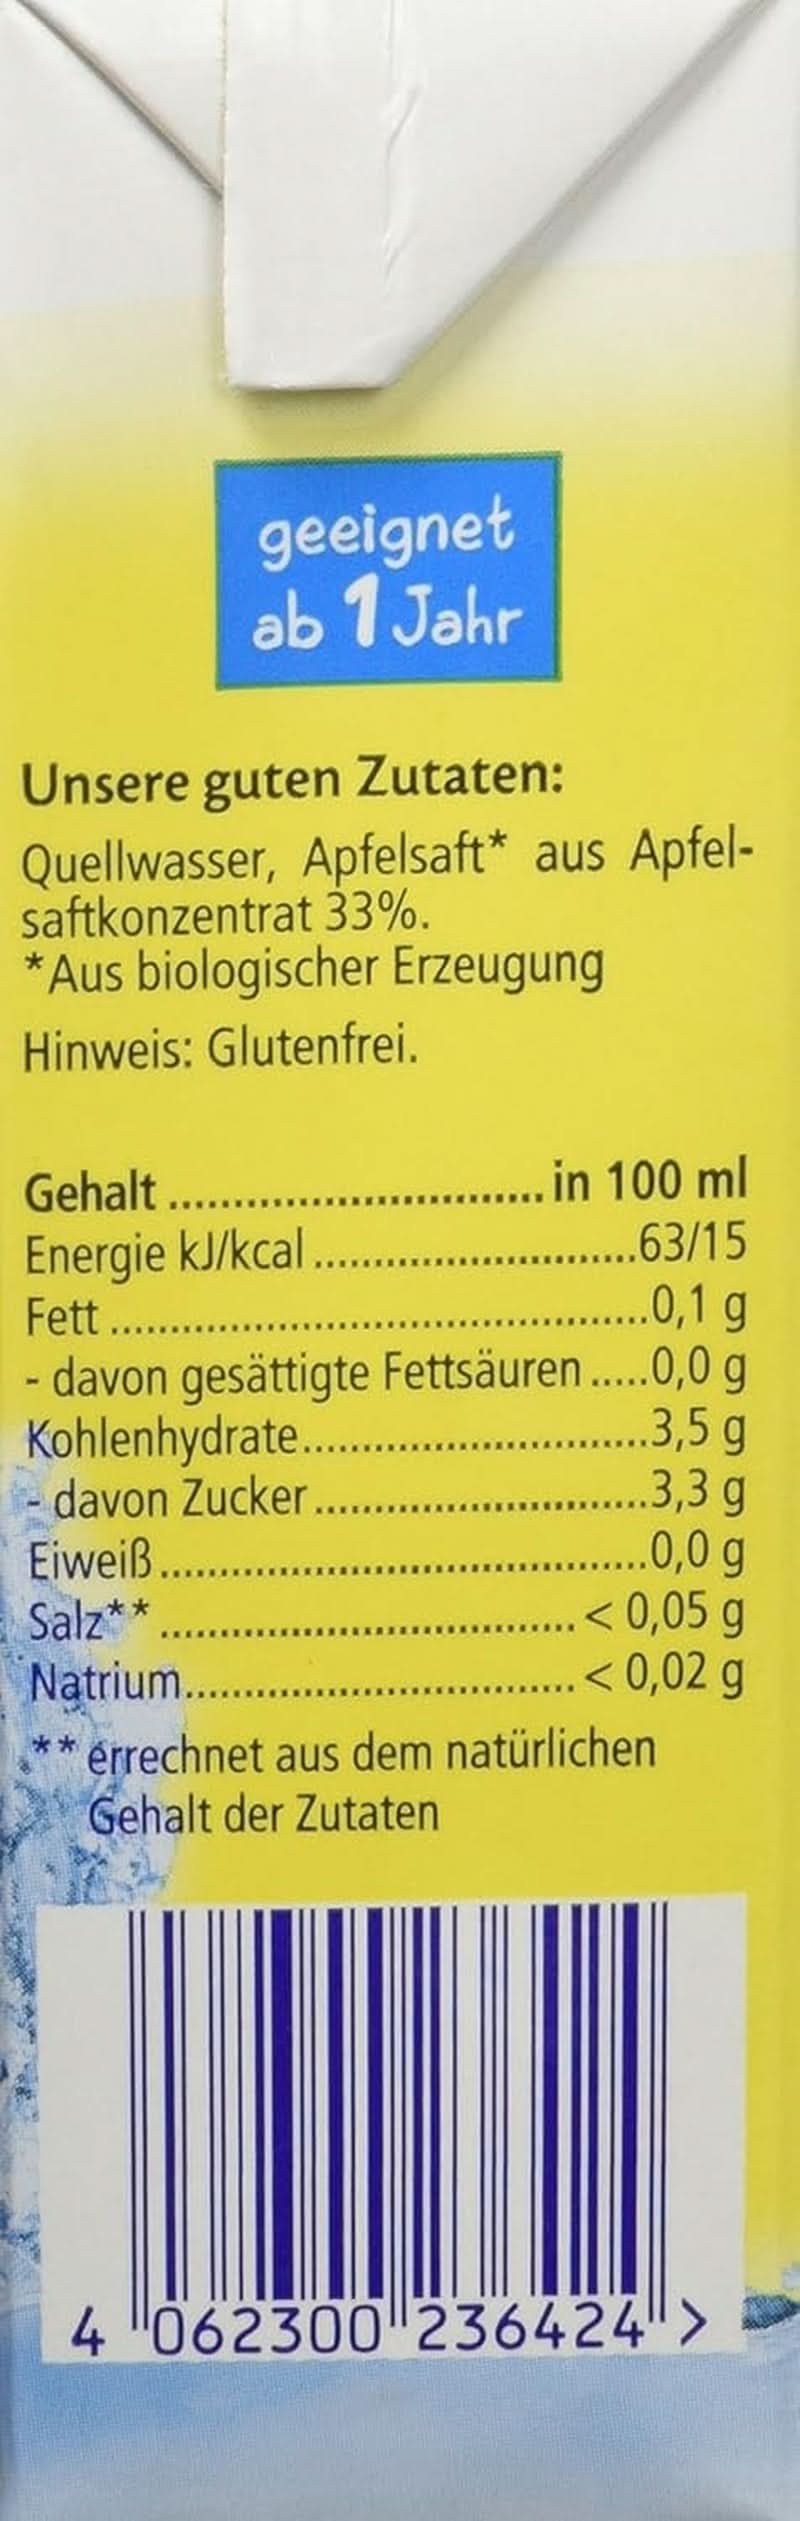 geeignet
ab 1 Jahr
Unsere guten Zutaten:
Quellwasser, Apfelsaft* aus Apfel-
saftkonzentrat 33%.
*Aus biologischer Erzeugung
Hinweis: Glutenfrei.
Gehalt ............................... in 100 ml
Energie kJ/kcal ........................... 63/15
Fett ............................................. 0,1 g
- davon gesättigte Fettsäuren ..... 0,0 g
Kohlenhydrate............................. 3,5 g
- davon Zucker ............................ 3,3 g
Eiweiß ......................................... 0,0 g
Salz** ................................... < 0,05 g
Natrium................................. < 0,02 g
** errechnet aus dem natürlichen
Gehalt der Zutaten
4 062300 236424 >